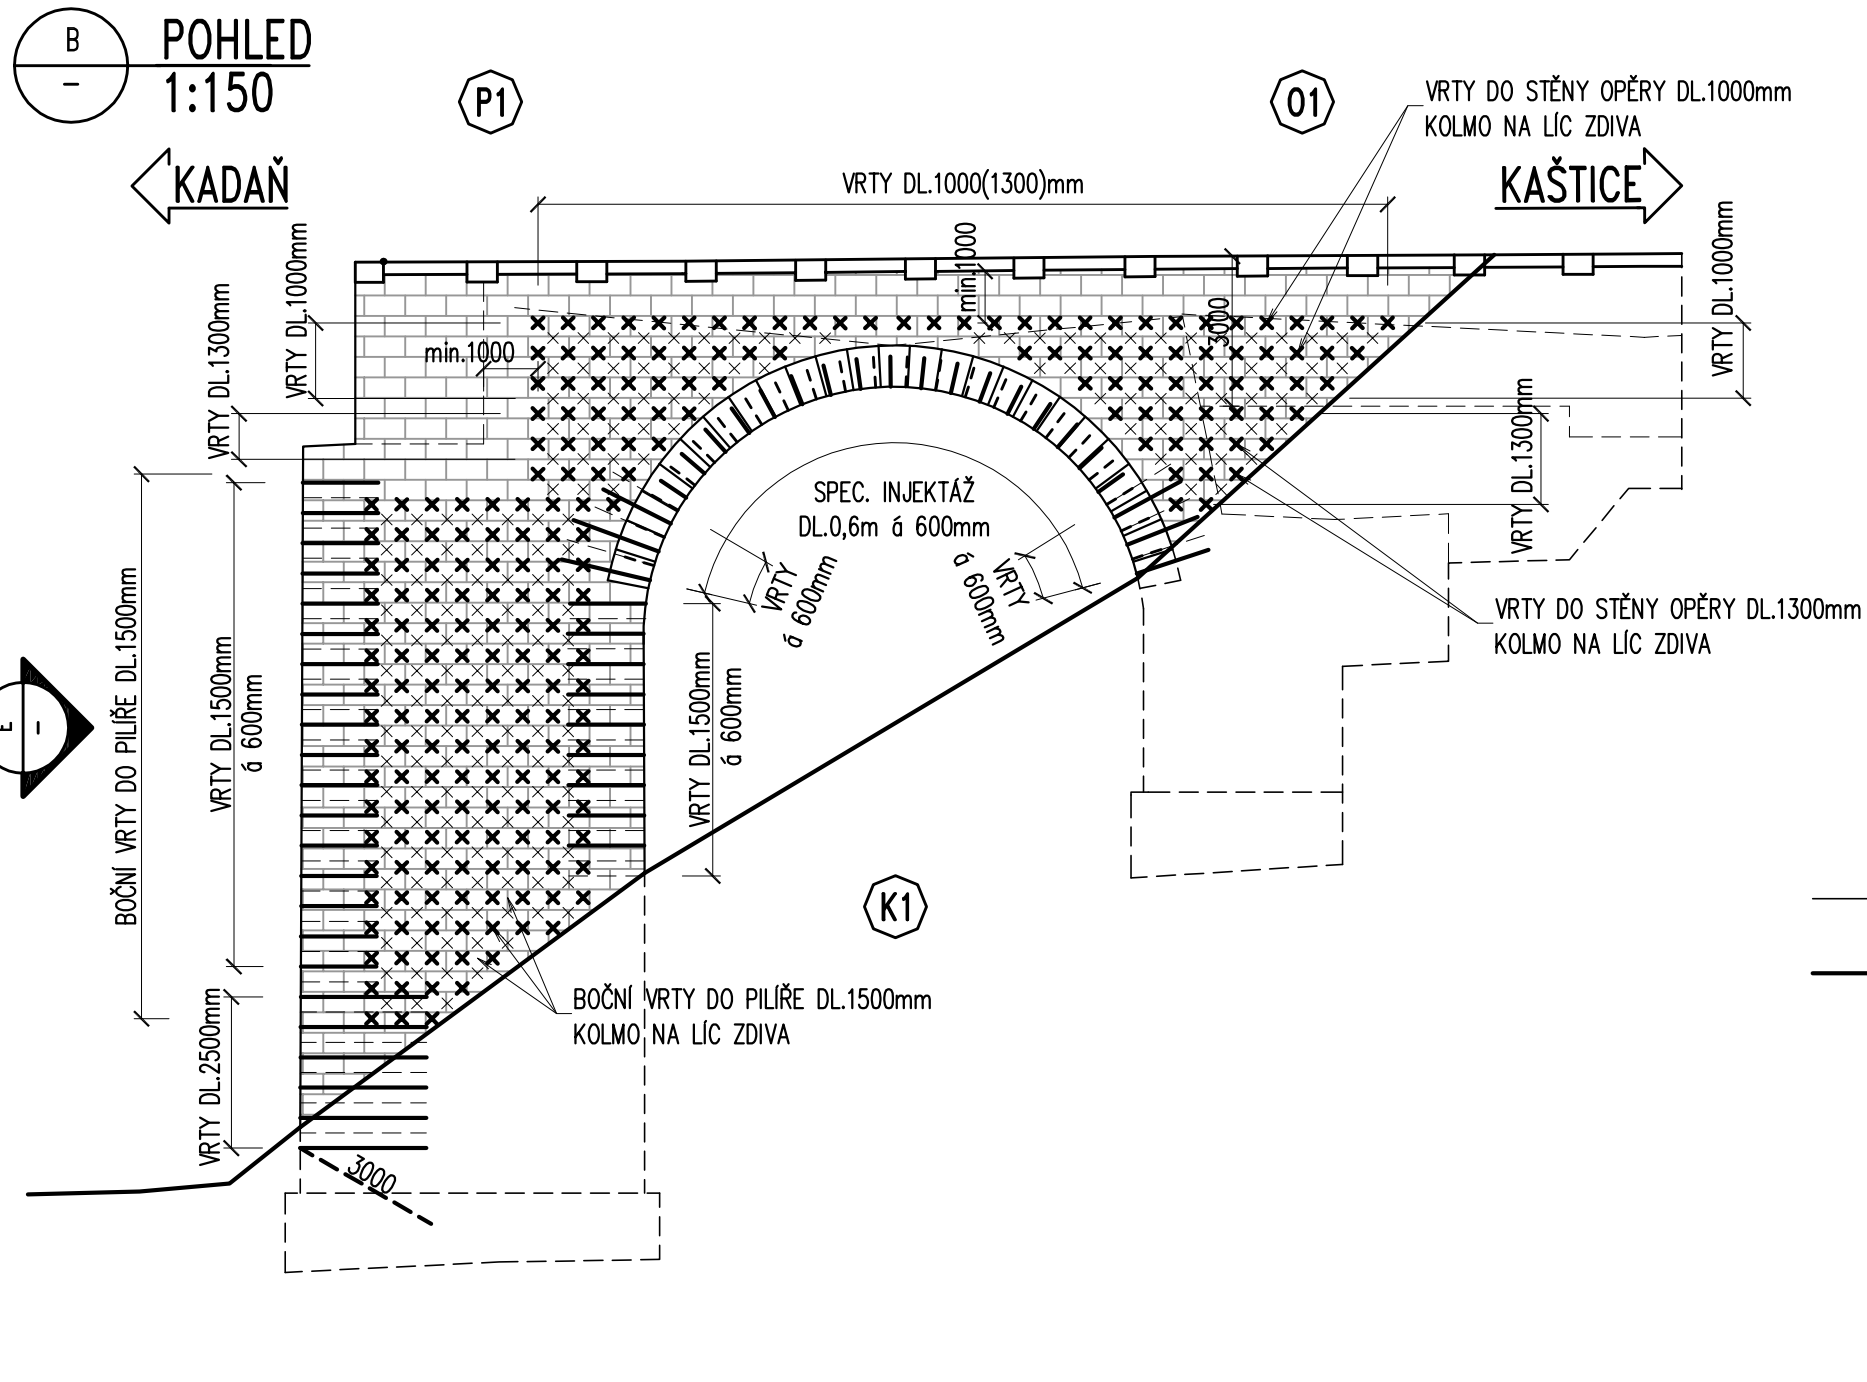 B
–
POHLED
1:150
P1
O1
KADAŇ
KAŠTICE
VRTY DO STĚNY OPĚRY DL.1000mm
KOLMO NA LÍC ZDIVA
VRTY DL.1000(1300)mm
VRTY DL.1000mm
VRTY DL.1300mm
min.1000
min.1000
3000
VRTY DL.1000mm
VRTY DL.1300mm
SPEC. INJEKTÁŽ
DL.0,6m á 600mm
VRTY
á 600mm
VRTY
á 600mm
VRTY DO STĚNY OPĚRY DL.1300mm
KOLMO NA LÍC ZDIVA
BOČNÍ VRTY DO PILÍŘE DL.1500mm
VRTY DL.1500mm
á 600mm
VRTY DL.1500mm
á 600mm
E
–
K1
BOČNÍ VRTY DO PILÍŘE DL.1500mm
KOLMO NA LÍC ZDIVA
VRTY DL.2500mm
3000